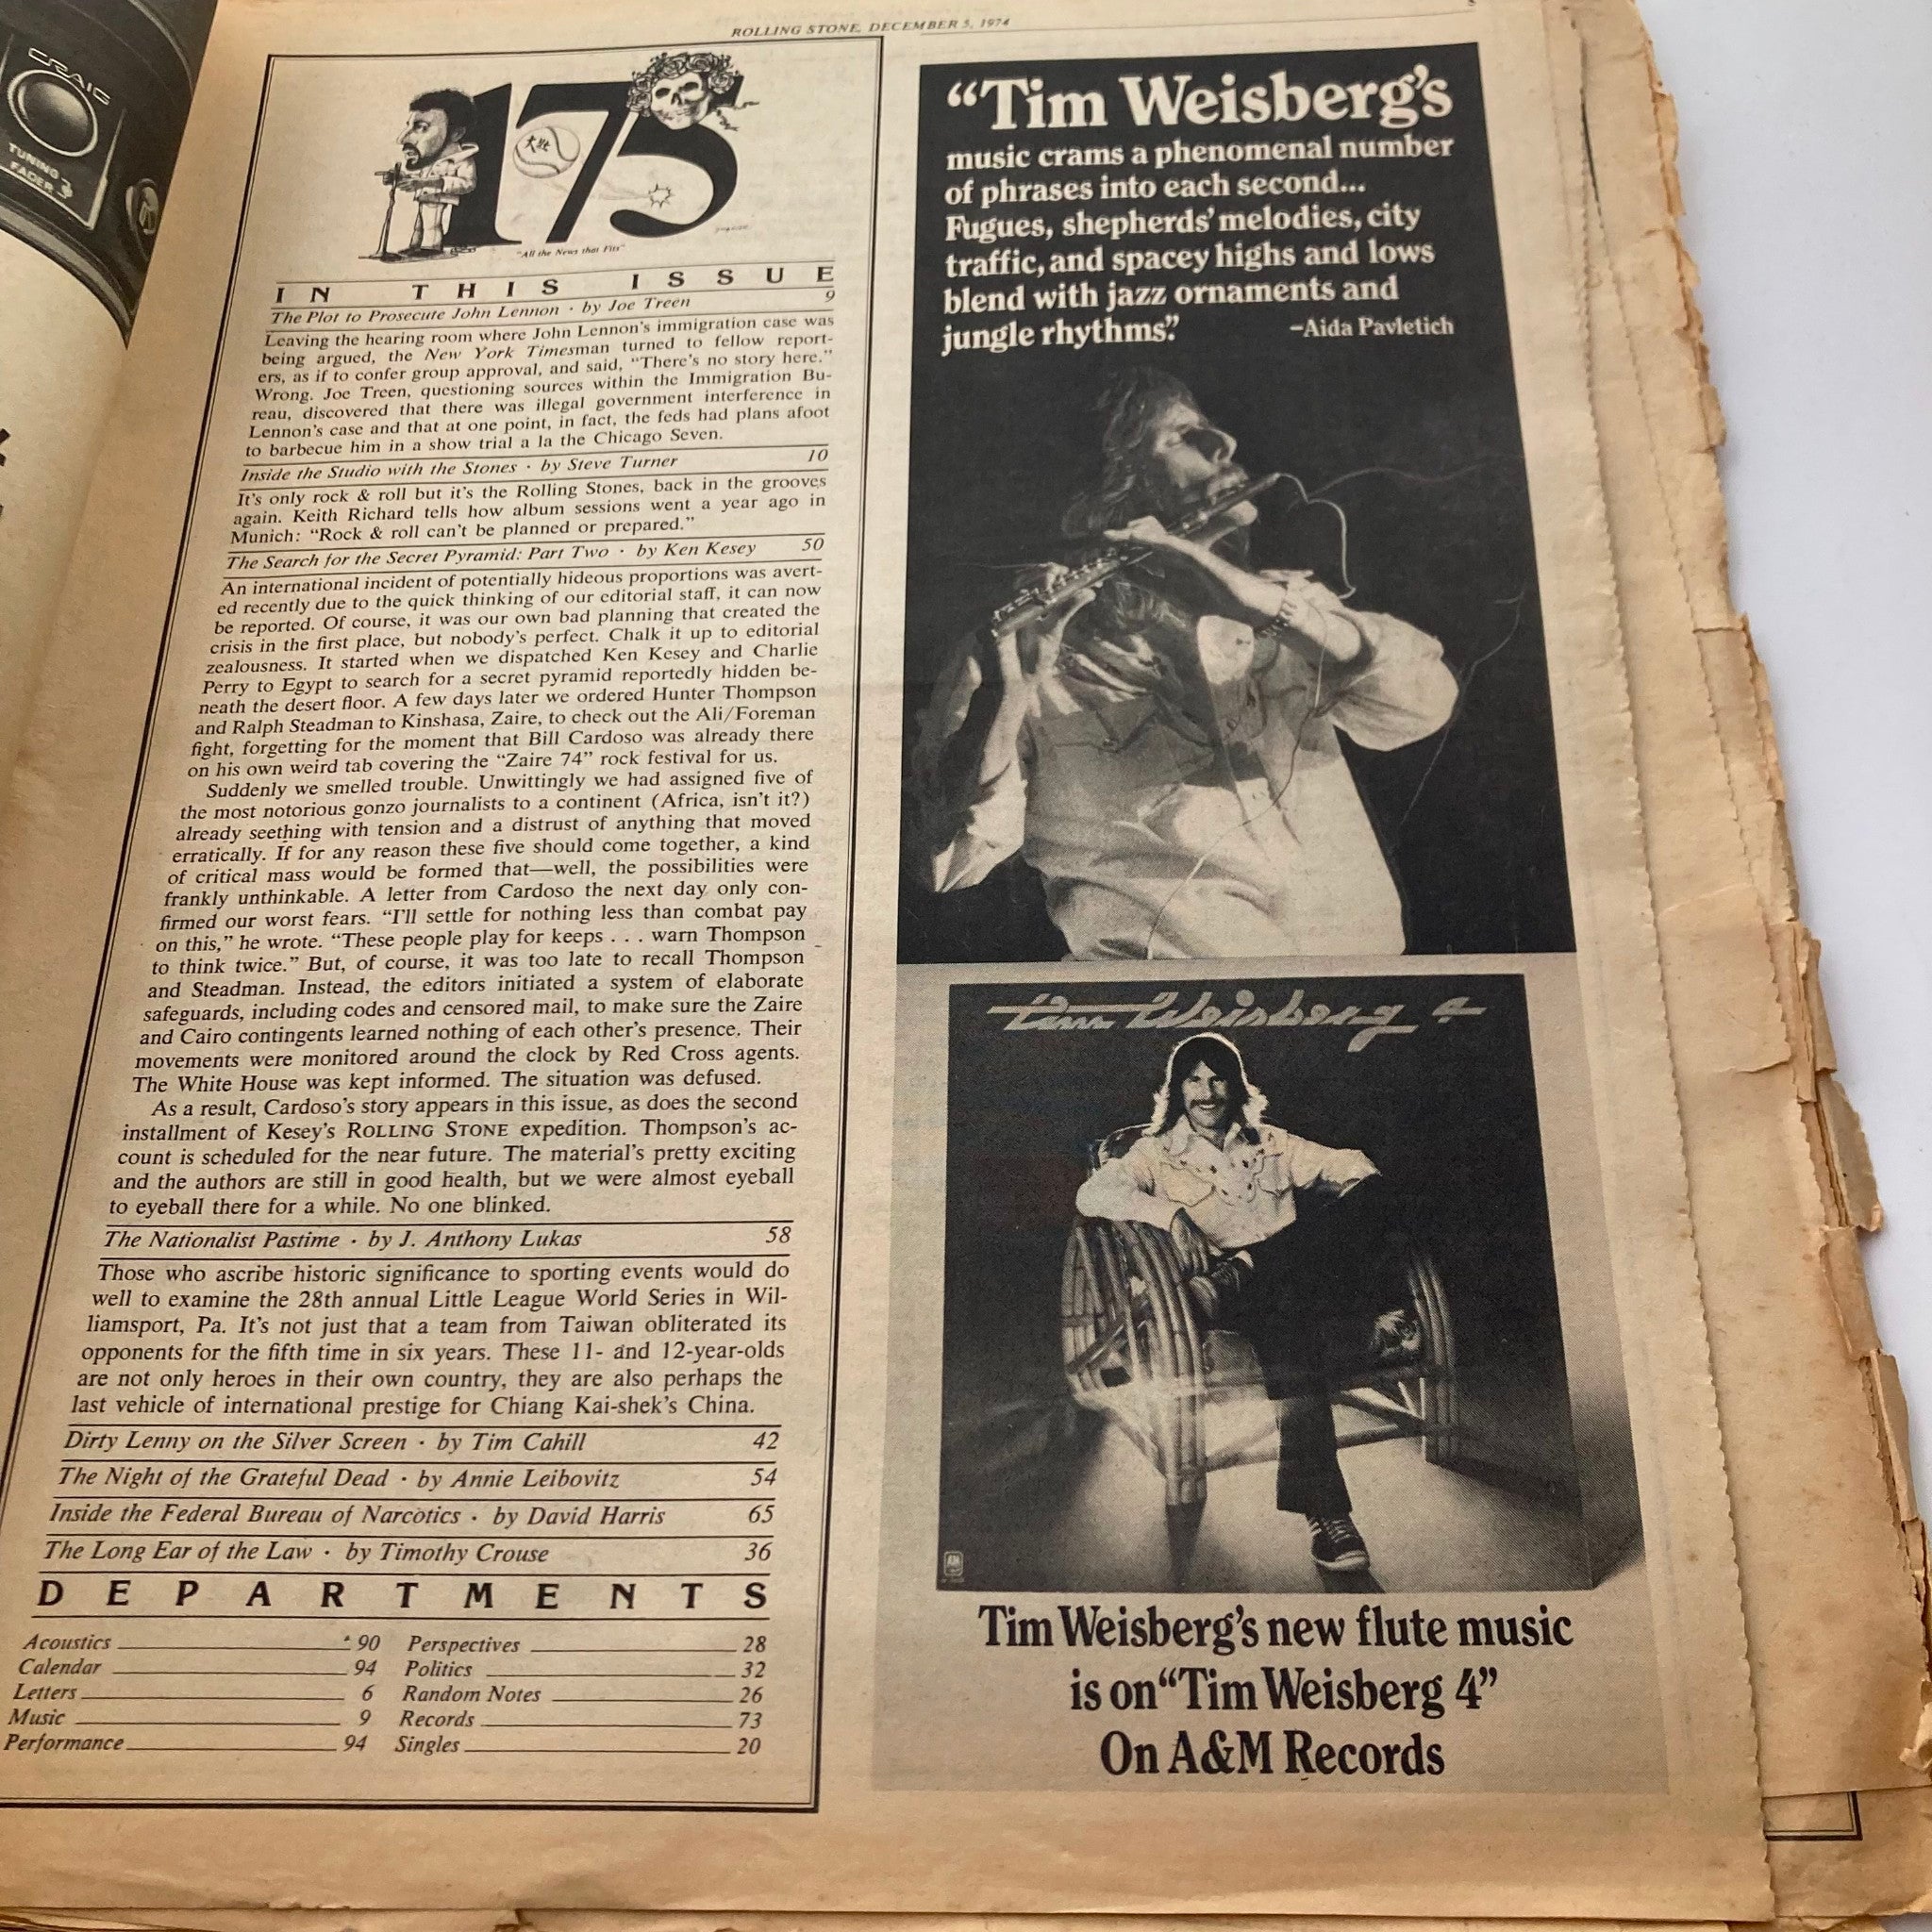 CRAIG
TUNING
FADER
ROLLING STONE, DECEMBER 5, 1974
175
"All the News that Fits"
IN THIS ISSUE
The Plot to Prosecute John Lennon · by Joe Treen 9
Leaving the hearing room where John Lennon's immigration case was
being argued, the New York Timesman turned to fellow report-
ers, as if to confer group approval, and said, "There's no story here."
Wrong. Joe Treen, questioning sources within the Immigration Bu-
reau, discovered that there was illegal government interference in
Lennon's case and that at one point, in fact, the feds had plans afoot
to barbecue him in a show trial a la the Chicago Seven.
Inside the Studio with the Stones · by Steve Turner 10
It's only rock & roll but it's the Rolling Stones, back in the grooves
again. Keith Richard tells how album sessions went a year ago in
Munich: "Rock & roll can't be planned or prepared."
The Search for the Secret Pyramid: Part Two · by Ken Kesey 50
An international incident of potentially hideous proportions was avert-
ed recently due to the quick thinking of our editorial staff, it can now
be reported. Of course, it was our own bad planning that created the
crisis in the first place, but nobody's perfect. Chalk it up to editorial
zealousness. It started when we dispatched Ken Kesey and Charlie
Perry to Egypt to search for a secret pyramid reportedly hidden be-
neath the desert floor. A few days later we ordered Hunter Thompson
and Ralph Steadman to Kinshasa, Zaire, to check out the Ali/Foreman
fight, forgetting for the moment that Bill Cardoso was already there
on his own weird tab covering the "Zaire 74" rock festival for us.
Suddenly we smelled trouble. Unwittingly we had assigned five of
the most notorious gonzo journalists to a continent (Africa, isn't it?)
already seething with tension and a distrust of anything that moved
erratically. If for any reason these five should come together, a kind
of critical mass would be formed that—well, the possibilities were
frankly unthinkable. A letter from Cardoso the next day only con-
firmed our worst fears. "I'll settle for nothing less than combat pay
on this," he wrote. "These people play for keeps . . . warn Thompson
to think twice." But, of course, it was too late to recall Thompson
and Steadman. Instead, the editors initiated a system of elaborate
safeguards, including codes and censored mail, to make sure the Zaire
and Cairo contingents learned nothing of each other's presence. Their
movements were monitored around the clock by Red Cross agents.
The White House was kept informed. The situation was defused.
As a result, Cardoso's story appears in this issue, as does the second
installment of Kesey's ROLLING STONE expedition. Thompson's ac-
count is scheduled for the near future. The material's pretty exciting
and the authors are still in good health, but we were almost eyeball
to eyeball there for a while. No one blinked.
The Nationalist Pastime · by J. Anthony Lukas 58
Those who ascribe historic significance to sporting events would do
well to examine the 28th annual Little League World Series in Wil-
liamsport, Pa. It's not just that a team from Taiwan obliterated its
opponents for the fifth time in six years. These 11- and 12-year-olds
are not only heroes in their own country, they are also perhaps the
last vehicle of international prestige for Chiang Kai-shek's China.
Dirty Lenny on the Silver Screen · by Tim Cahill 42
The Night of the Grateful Dead · by Annie Leibovitz 54
Inside the Federal Bureau of Narcotics · by David Harris 65
The Long Ear of the Law · by Timothy Crouse 36
DEPARTMENTS
Acoustics 90 Perspectives 28
Calendar 94 Politics 32
Letters 6 Random Notes 26
Music 9 Records 73
Performance 94 Singles 20
"Tim Weisberg's
music crams a phenomenal number
of phrases into each second...
Fugues, shepherds' melodies, city
traffic, and spacey highs and lows
blend with jazz ornaments and
jungle rhythms." –Aida Pavletich
tim Weisberg 4
AM
Tim Weisberg's new flute music
is on "Tim Weisberg 4"
On A&M Records